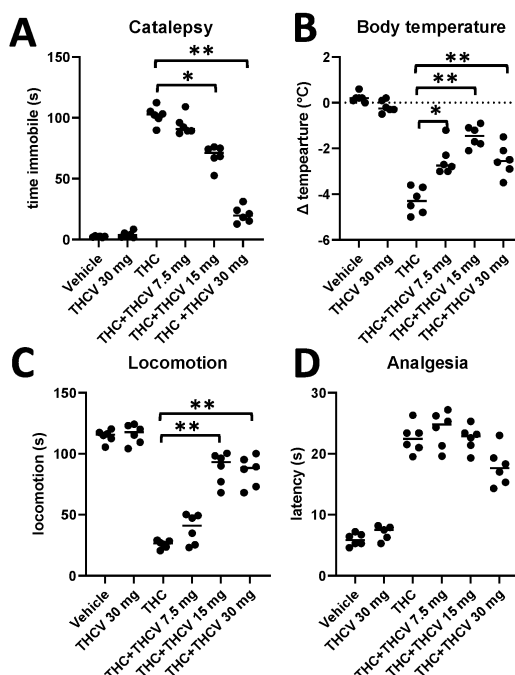 A
Catalepsy
time immobile (s)
150
100
50
0
**
*
Vehicle
THCV 30 mg
THC
THC+THCV 7.5 mg
THC+THCV 15 mg
THC +THCV 30 mg
B
Body temperature
Δ tempearture (°C)
2
0
-2
-4
-6
**
**
*
Vehicle
THCV 30 mg
THC
THC+THCV 7.5 mg
THC+THCV 15 mg
THC+THCV 30 mg
C
Locomotion
locomotion (s)
150
100
50
0
**
**
Vehicle
THCV 30 mg
THC
THC+THCV 7.5 mg
THC+THCV 15 mg
THC+THCV 30 mg
D
Analgesia
latency (s)
30
20
10
0
Vehicle
THCV 30 mg
THC
THC+THCV 7.5 mg
THC+THCV 15 mg
THC+THCV 30 mg